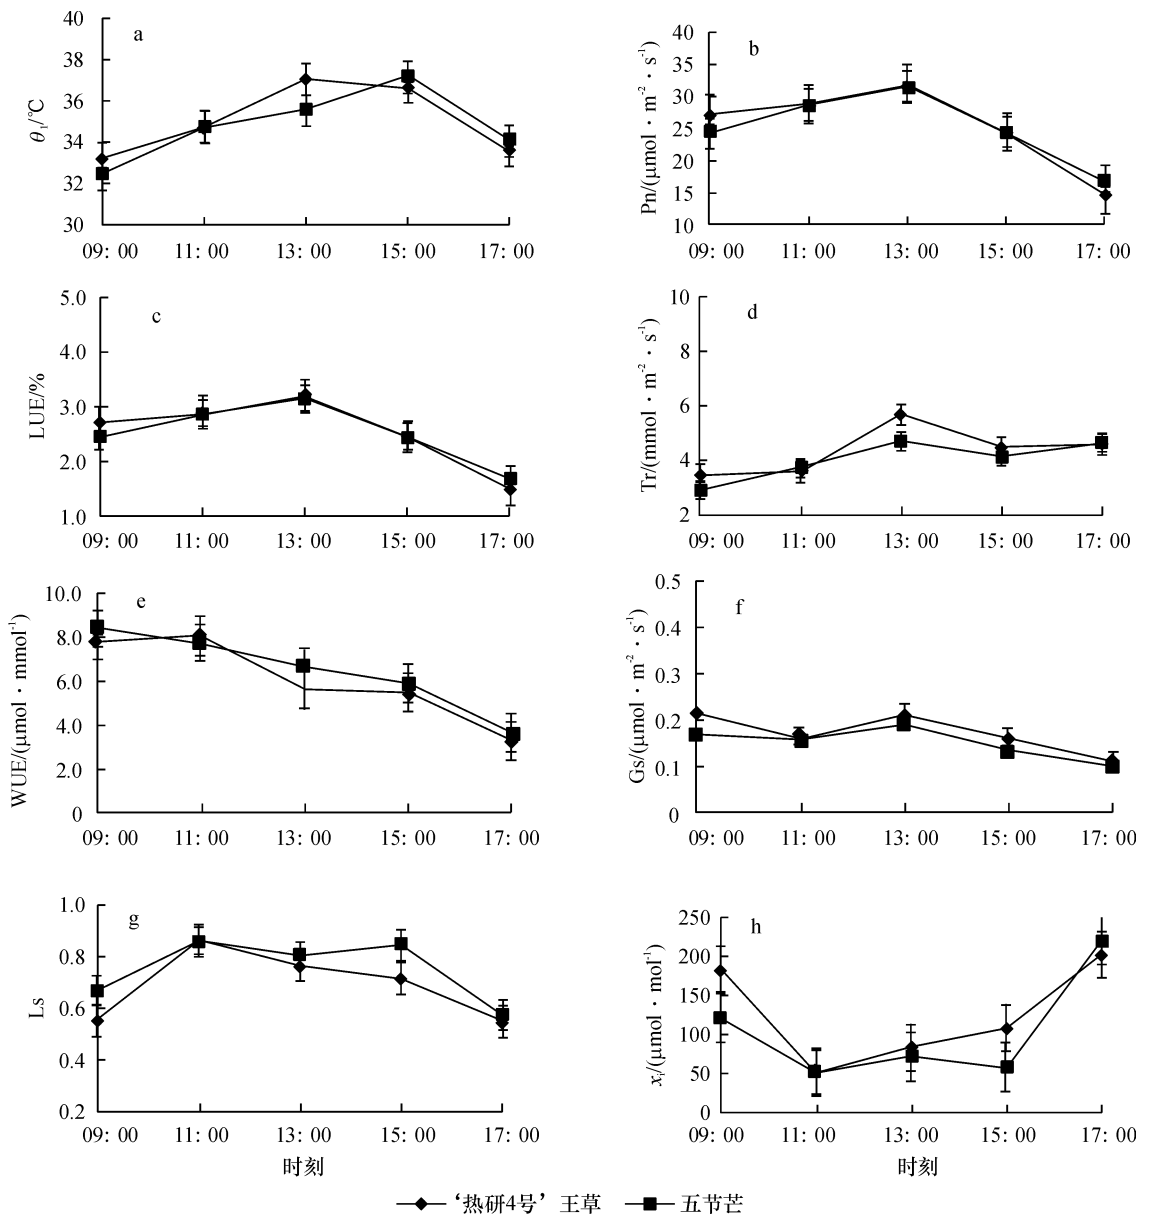 a
θ₁/℃
40
38
36
34
32
30
09: 00 11: 00 13: 00 15: 00 17: 00
b
Pn/(μmol · m⁻² · s⁻¹)
40
35
30
25
20
15
10
09: 00 11: 00 13: 00 15: 00 17: 00
c
LUE/%
5.0
4.0
3.0
2.0
1.0
09: 00 11: 00 13: 00 15: 00 17: 00
d
Tr/(mmol · m⁻² · s⁻¹)
10
8
6
4
2
09: 00 11: 00 13: 00 15: 00 17: 00
e
WUE/(μmol · mmol⁻¹)
10.0
8.0
6.0
4.0
2.0
0
09: 00 11: 00 13: 00 15: 00 17: 00
f
Gs/(μmol · m⁻² · s⁻¹)
0.5
0.4
0.3
0.2
0.1
0
09: 00 11: 00 13: 00 15: 00 17: 00
g
Ls
1.0
0.8
0.6
0.4
0.2
09: 00 11: 00 13: 00 15: 00 17: 00
时刻
h
xᵢ/(μmol · mol⁻¹)
250
200
150
100
50
0
09: 00 11: 00 13: 00 15: 00 17: 00
时刻
‘热研4号’王草 五节芒